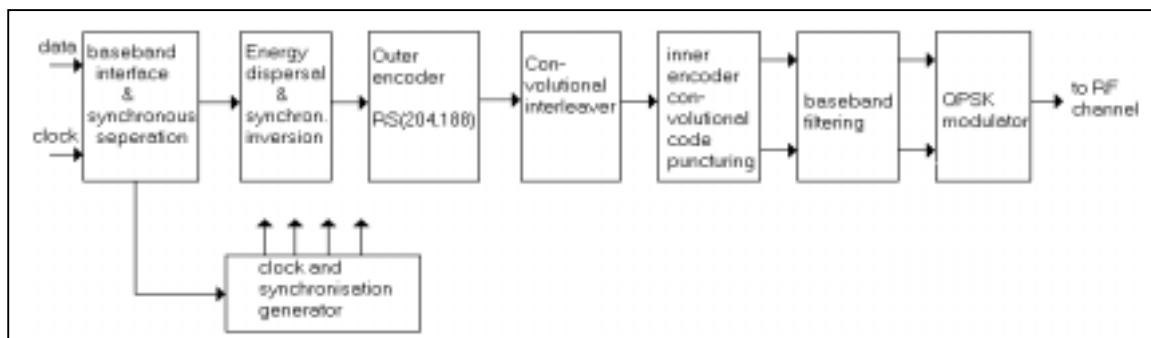 data
clock
baseband
interface
&
synchronous
seperation
Energy
dispersal
&
synchron.
inversion
Outer
encoder
RS(204,188)
Con-
volutional
interleaver
inner
encoder
con-
volutional
code
puncturing
baseband
filtering
QPSK
modulator
to RF
channel
clock and
synchronisation
generator